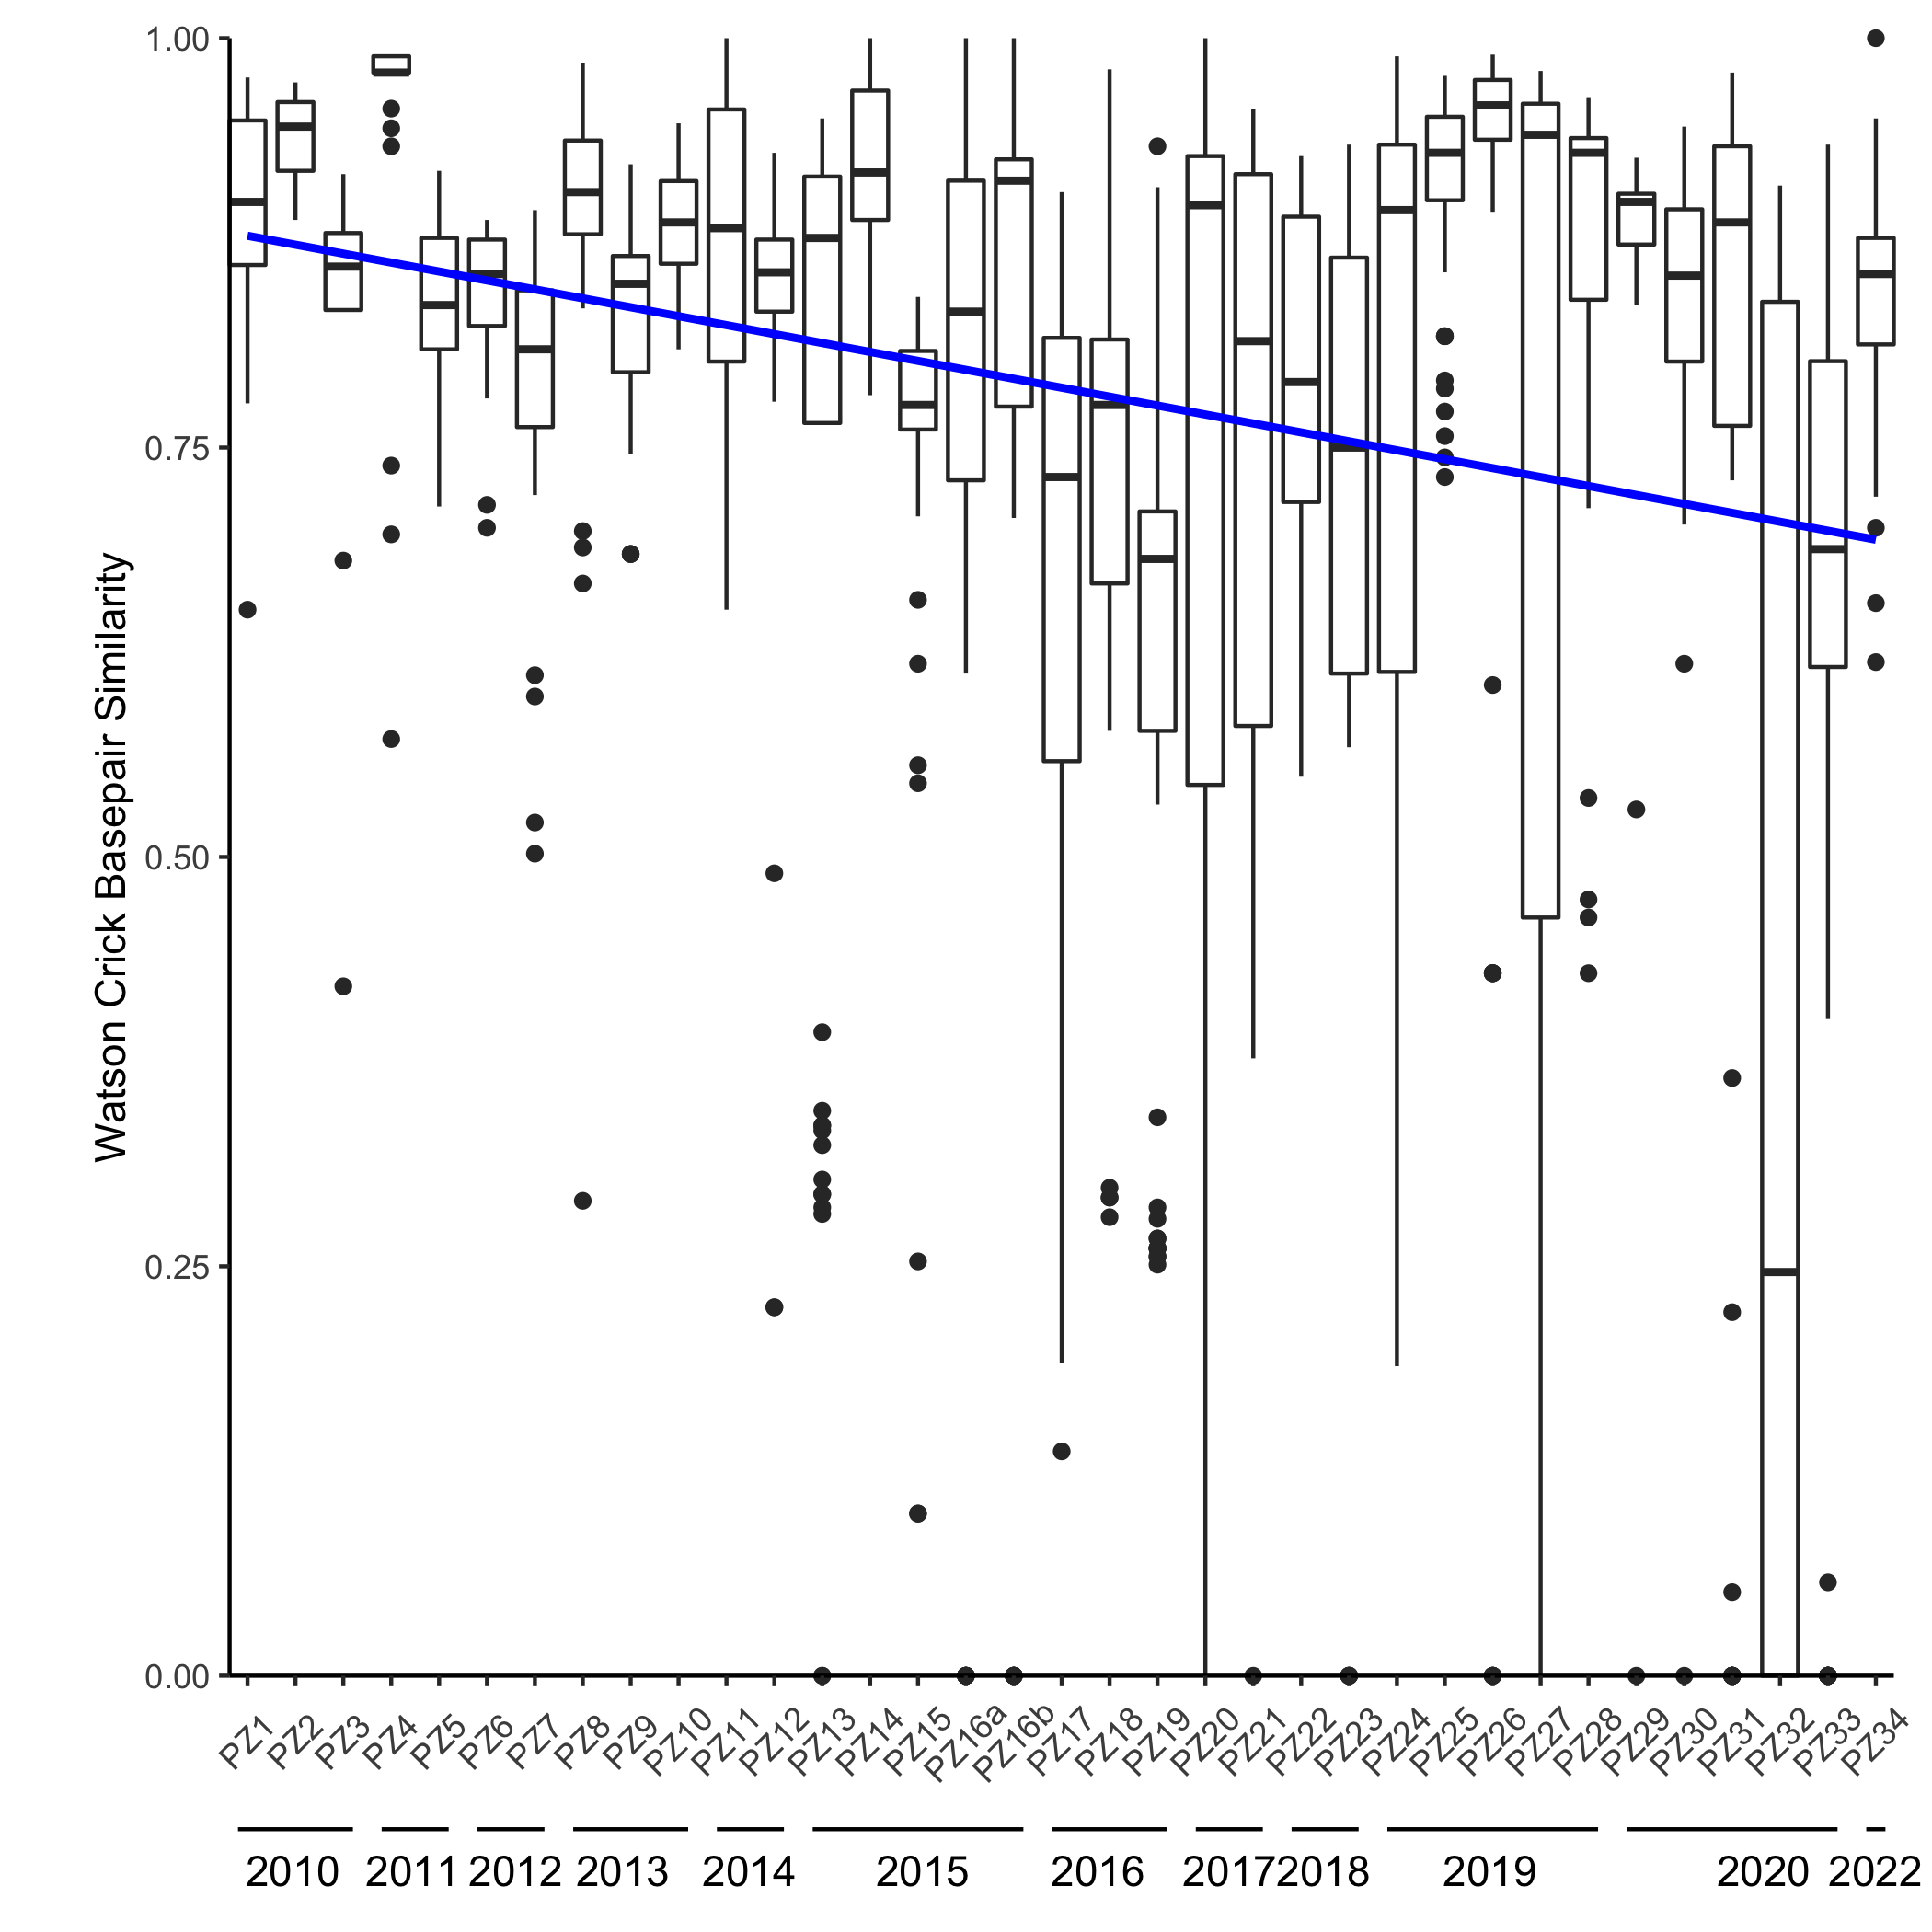 1.00
0.75
0.50
0.25
0.00
Watson Crick Basepair Similarity
PZ1 PZ2 PZ3 PZ4 PZ5 PZ6 PZ7 PZ8 PZ9 PZ10 PZ11 PZ12 PZ13 PZ14 PZ15 PZ16a PZ16b PZ17 PZ18 PZ19 PZ20 PZ21 PZ22 PZ23 PZ24 PZ25 PZ26 PZ27 PZ28 PZ29 PZ30 PZ31 PZ32 PZ33 PZ34
2010 2011 2012 2013 2014 2015 2016 2017 2018 2019 2020 2022